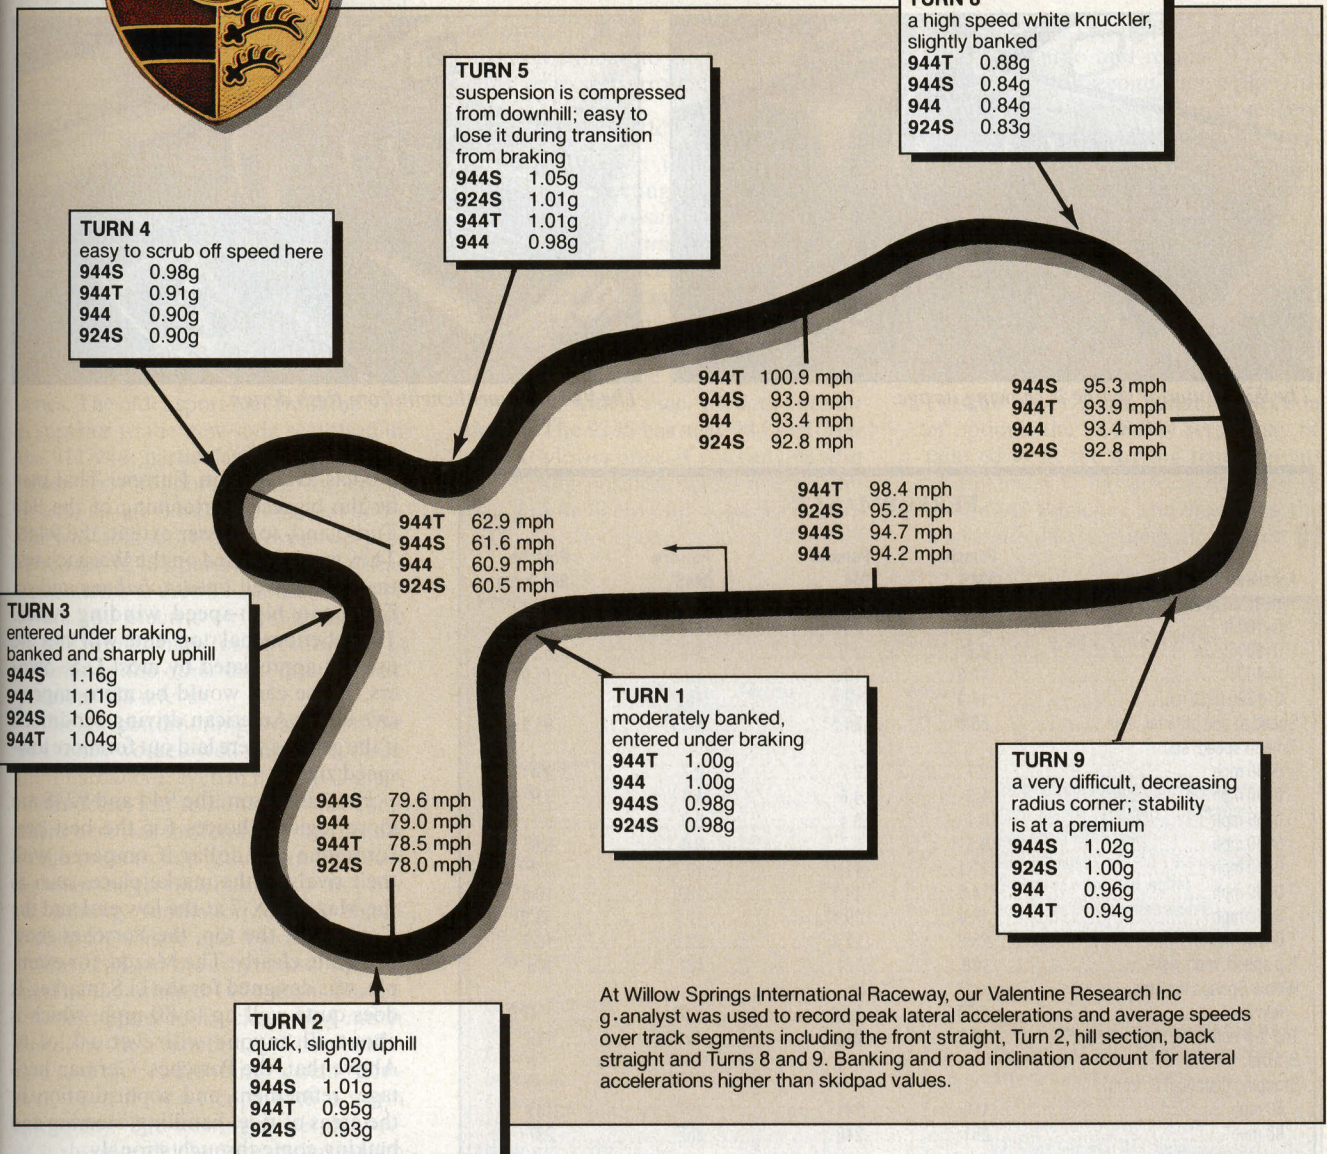 a high speed white knuckler,
slightly banked
944T 0.88g
944S 0.84g
944 0.84g
924S 0.83g
TURN 5
suspension is compressed
from downhill; easy to
lose it during transition
from braking
944S 1.05g
924S 1.01g
944T 1.01g
944 0.98g
TURN 4
easy to scrub off speed here
944S 0.98g
944T 0.91g
944 0.90g
924S 0.90g
944T 100.9 mph
944S 93.9 mph
944 93.4 mph
924S 92.8 mph
944S 95.3 mph
944T 93.9 mph
944 93.4 mph
924S 92.8 mph
944T 98.4 mph
924S 95.2 mph
944S 94.7 mph
944 94.2 mph
944T 62.9 mph
944S 61.6 mph
944 60.9 mph
924S 60.5 mph
TURN 3
entered under braking,
banked and sharply uphill
944S 1.16g
944 1.11g
924S 1.06g
944T 1.04g
TURN 1
moderately banked,
entered under braking
944T 1.00g
944 1.00g
944S 0.98g
924S 0.98g
TURN 9
a very difficult, decreasing
radius corner; stability
is at a premium
944S 1.02g
924S 1.00g
944 0.96g
944T 0.94g
944S 79.6 mph
944 79.0 mph
944T 78.5 mph
924S 78.0 mph
TURN 2
quick, slightly uphill
944 1.02g
944S 1.01g
944T 0.95g
924S 0.93g
At Willow Springs International Raceway, our Valentine Research Inc
g·analyst was used to record peak lateral accelerations and average speeds
over track segments including the front straight, Turn 2, hill section, back
straight and Turns 8 and 9. Banking and road inclination account for lateral
accelerations higher than skidpad values.